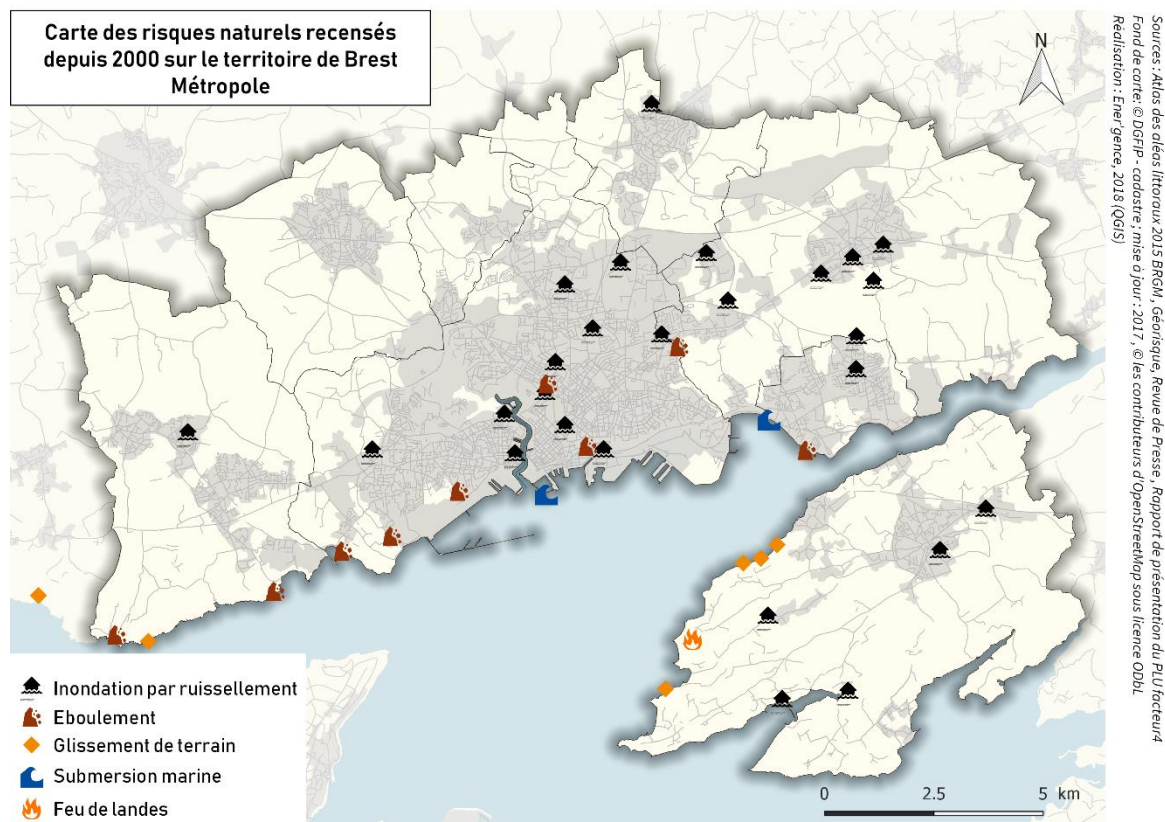 Carte des risques naturels recensés
depuis 2000 sur le territoire de Brest
Métropole
N
Sources : Atlas des aléas littoraux 2015 BRGM , Géorisque, Revue de Presse , Rapport de présentation du PLU facteur4
Fond de carte: © DGFIP - cadastre ; mise à jour : 2017 , © les contributeurs d'OpenStreetMap sous licence ODbL
Réalisation : Ener'gence, 2018 (QGIS)
Inondation par ruissellement
Eboulement
Glissement de terrain
Submersion marine
Feu de landes
0 2.5 5 km